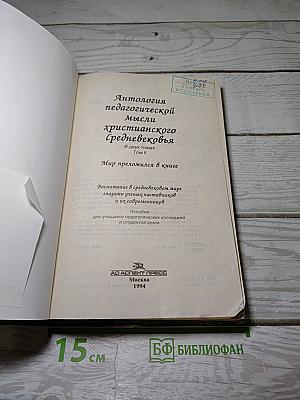 Антология
педагогической
мысли
христианского
Средневековья
В двух томах
Том II
Мир преломился в книге
Воспитание в средневековом мире
глазами ученых наставников
и их современников
Пособие
для учащихся педагогических колледжей
и студентов вузов
АО АСПЕКТ ПРЕСС
Москва
1994
15 см
БФ БИБЛИОФАН